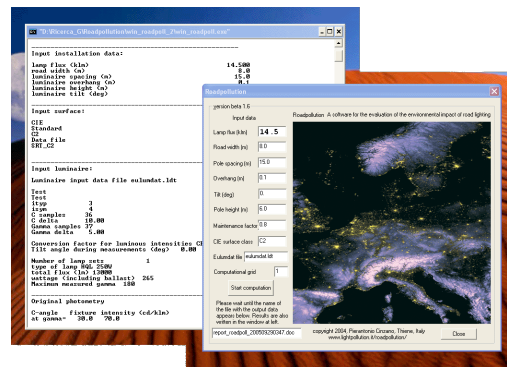 "D:\Ricerca_G\Roadpollution\win_roadpoll_2\win_roadpoll.exe"
Input installation data:
lamp flux (klm) 14.500
road width (m) 8.0
luminaire spacing (m) 15.0
luminaire overhang (m) 0.1
luminaire height (m)
luminaire tilt (deg)
Input surface:
CIE
Standard
C2
Data file
SRT_C2
Input luminaire:
Luminaire input data file eulumdat.ldt
Test
Test
ityp 3
isym 4
C samples 36
C delta 10.00
Gamma samples 37
Gamma delta 5.00
Conversion factor for luminous intensities CI
Tilt angle during measurements (deg) 0.00
Number of lamp sets 1
type of lamp HQL 250W
total flux (lm) 13000
wattage (including ballast) 265
Maximum measured gamma 180
Original photometry
C-angle fixture intensity (cd/klm)
at gamma= 30.0 70.0
Roadpollution
version beta 1.6
Input data
Roadpollution A software for the evaluation of the environmental impact of road lighting
Lamp flux (klm) 14.5
Road width (m) 8.0
Pole spacing (m) 15.0
Overhang (m) 0.1
Tilt (deg) 0.
Pole height (m) 6.0
Maintenance factor 0.8
CIE surface class C2
Eulumdat file eulumdat.ldt
Computational grid 1
Start computation
Please wait until the name of
the file with the output data
appears below. Results are also
written in the window at left.
report_roadpoll_200509290347.doc
copyright 2004, Pierantonio Cinzano, Thiene, Italy
www.lightpollution.it/roadpollution/
Close